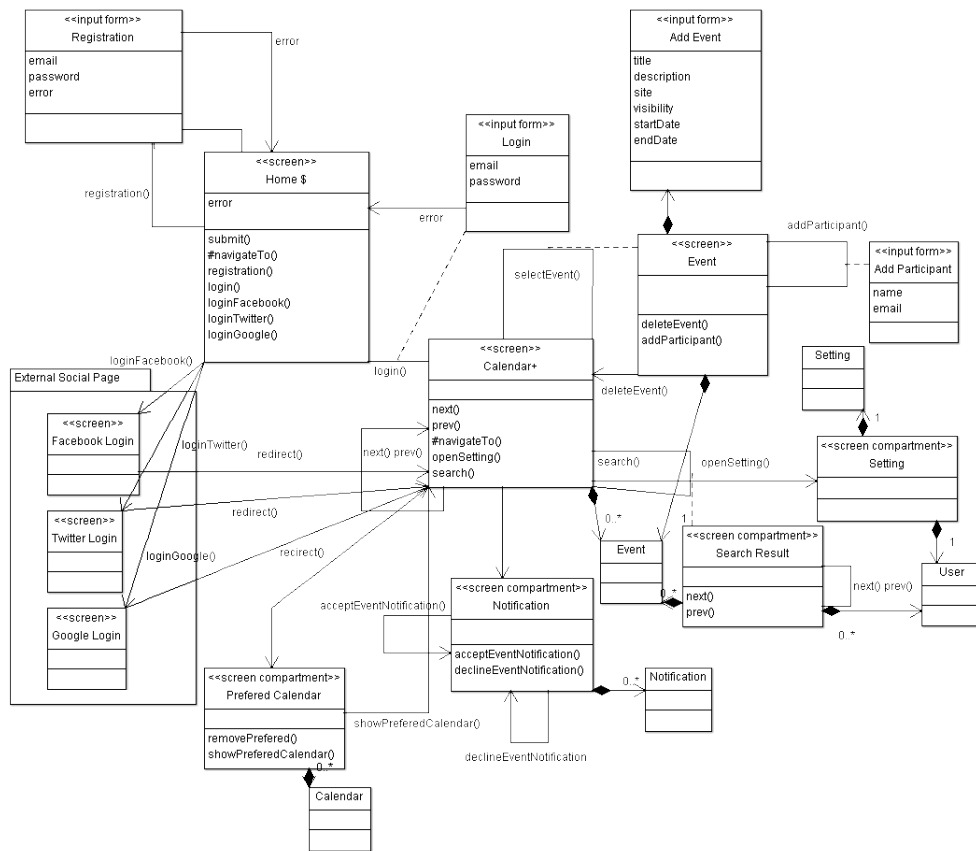 <<input form>>
Registration
email
password
error
error
registration()
<<screen>>
Home $
error
submit()
#navigateTo()
registration()
login()
loginFacebook()
loginTwitter()
loginGoogle()
<<input form>>
Login
email
password
error
login()
<<input form>>
Add Event
title
description
site
visibility
startDate
endDate
<<screen>>
Event
deleteEvent()
addParticipant()
addParticipant()
<<input form>>
Add Participant
name
email
selectEvent()
deleteEvent()
<<screen>>
Calendar+
next()
prev()
#navigateTo()
openSetting()
search()
next() prev()
search()
openSetting()
Setting
1
<<screen compartment>>
Setting
1
User
External Social Page
loginFacebook()
<<screen>>
Facebook Login
loginTwitter()
redirect()
<<screen>>
Twitter Login
redirect()
loginGoogle()
recirect()
<<screen>>
Google Login
0..*
1
Event
0..*
<<screen compartment>>
Search Result
next()
prev()
next() prev()
0..*
acceptEventNotification()
<<screen compartment>>
Notification
acceptEventNotification()
declineEventNotification()
0..*
Notification
declineEventNotification
<<screen compartment>>
Prefered Calendar
removePrefered()
showPreferedCalendar()
showPreferedCalendar()
0..*
Calendar